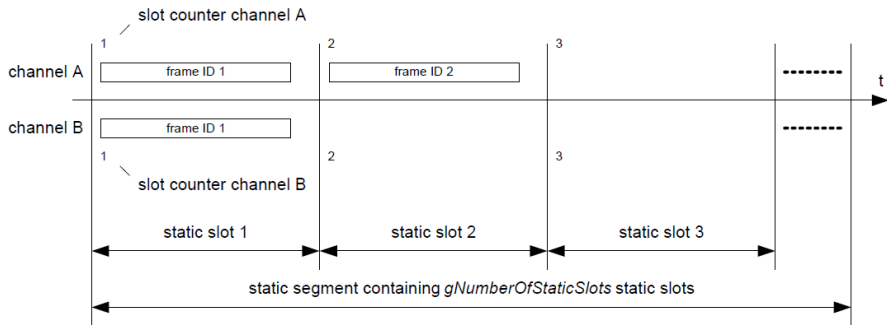 slot counter channel A
1 2 3
channel A frame ID 1 frame ID 2
t
channel B frame ID 1
1 2 3
slot counter channel B
static slot 1 static slot 2 static slot 3
static segment containing gNumberOfStaticSlots static slots